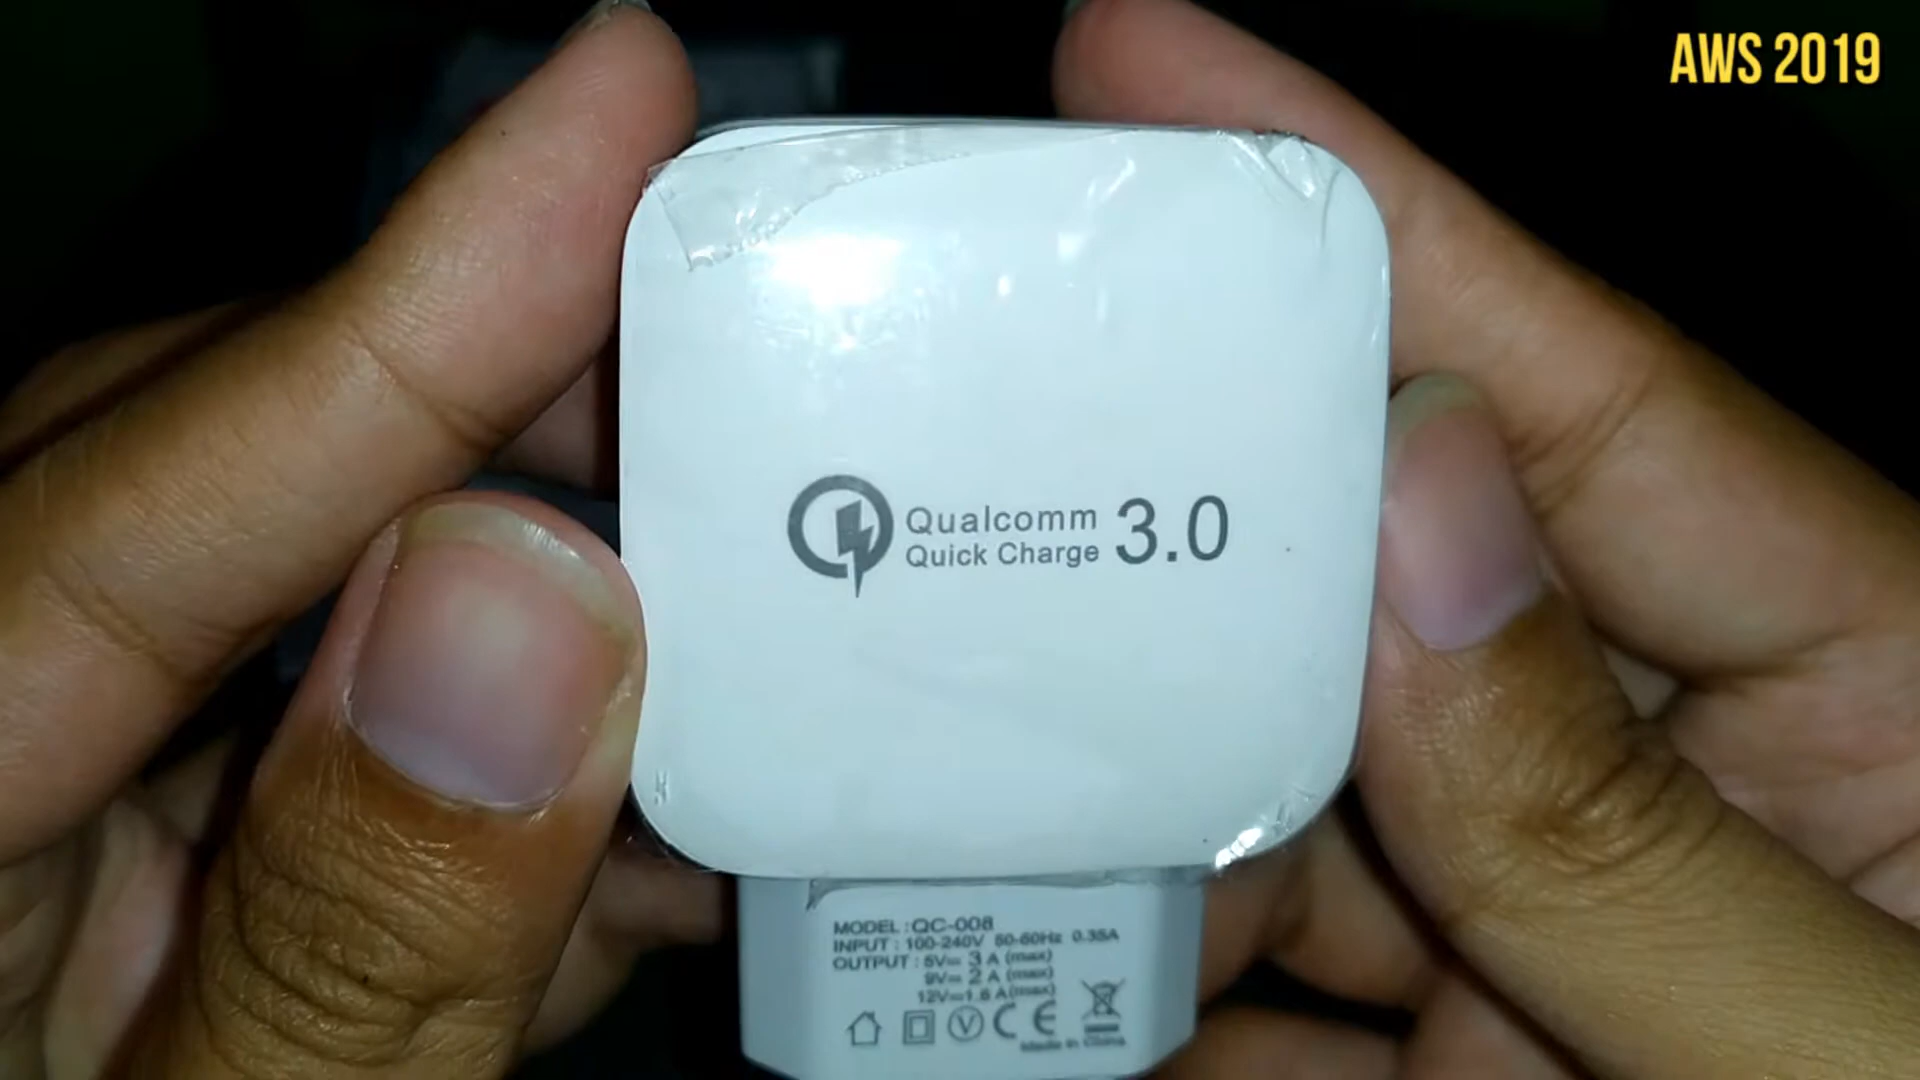 AWS 2019
Qualcomm
Quick Charge 3.0
MODEL : QC-008
INPUT : 100-240V 50-60Hz 0.35A
OUTPUT : 5V= 3 A (max)
9V= 2 A (max)
12V=1.6 A(max)
Made in China